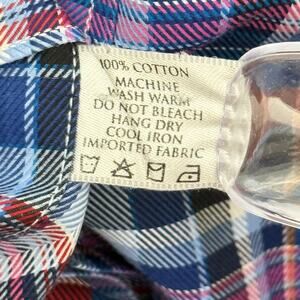 100% COTTON
MACHINE
WASH WARM
DO NOT BLEACH
HANG DRY
COOL IRON
IMPORTED FABRIC